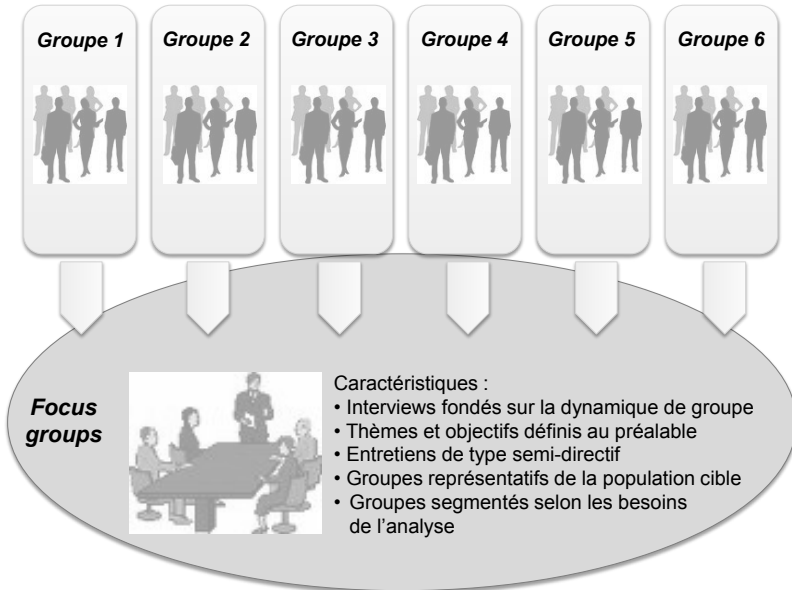 Groupe 1
Groupe 2
Groupe 3
Groupe 4
Groupe 5
Groupe 6
Focus
groups
Caractéristiques :
• Interviews fondés sur la dynamique de groupe
• Thèmes et objectifs définis au préalable
• Entretiens de type semi-directif
• Groupes représentatifs de la population cible
• Groupes segmentés selon les besoins
de l'analyse